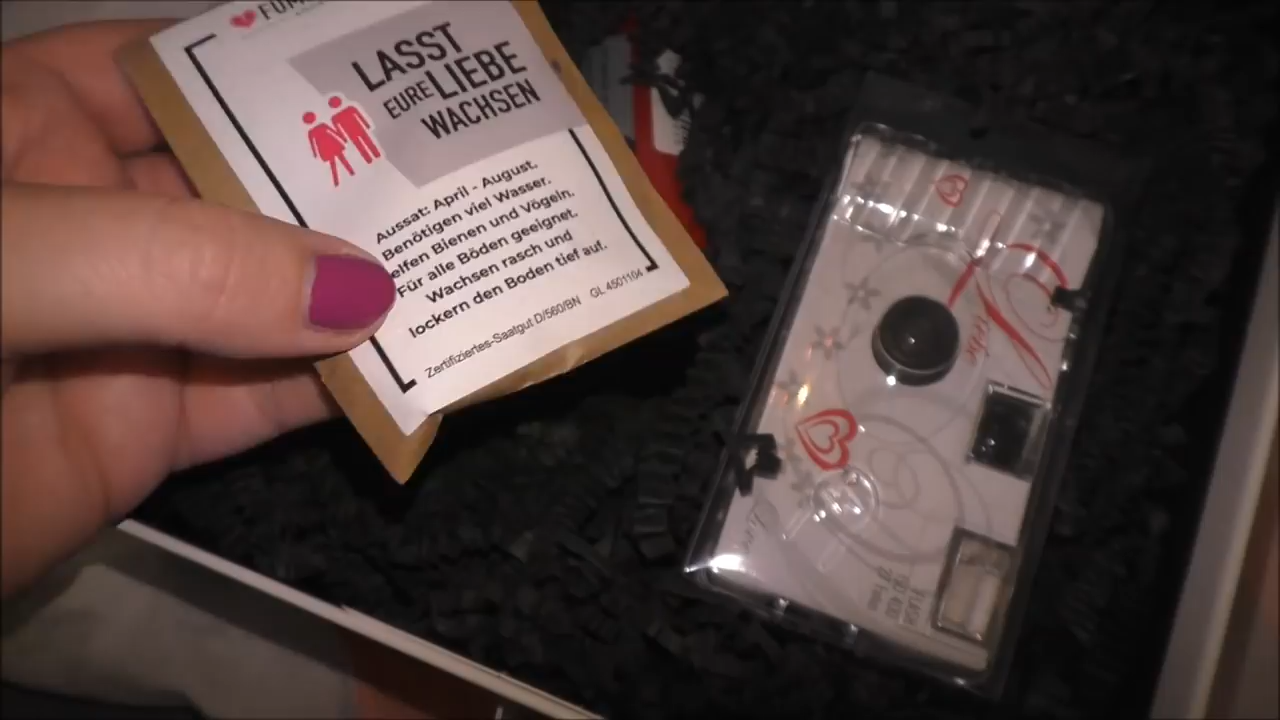 LASST
EURE LIEBE
WACHSEN
Aussat: April - August.
Benötigen viel Wasser.
elfen Bienen und Vögeln.
Für alle Böden geeignet.
Wachsen rasch und
lockern den Boden tief auf.
Zertifiziertes-Saatgut D/560/BN GL 4501104
Liebe